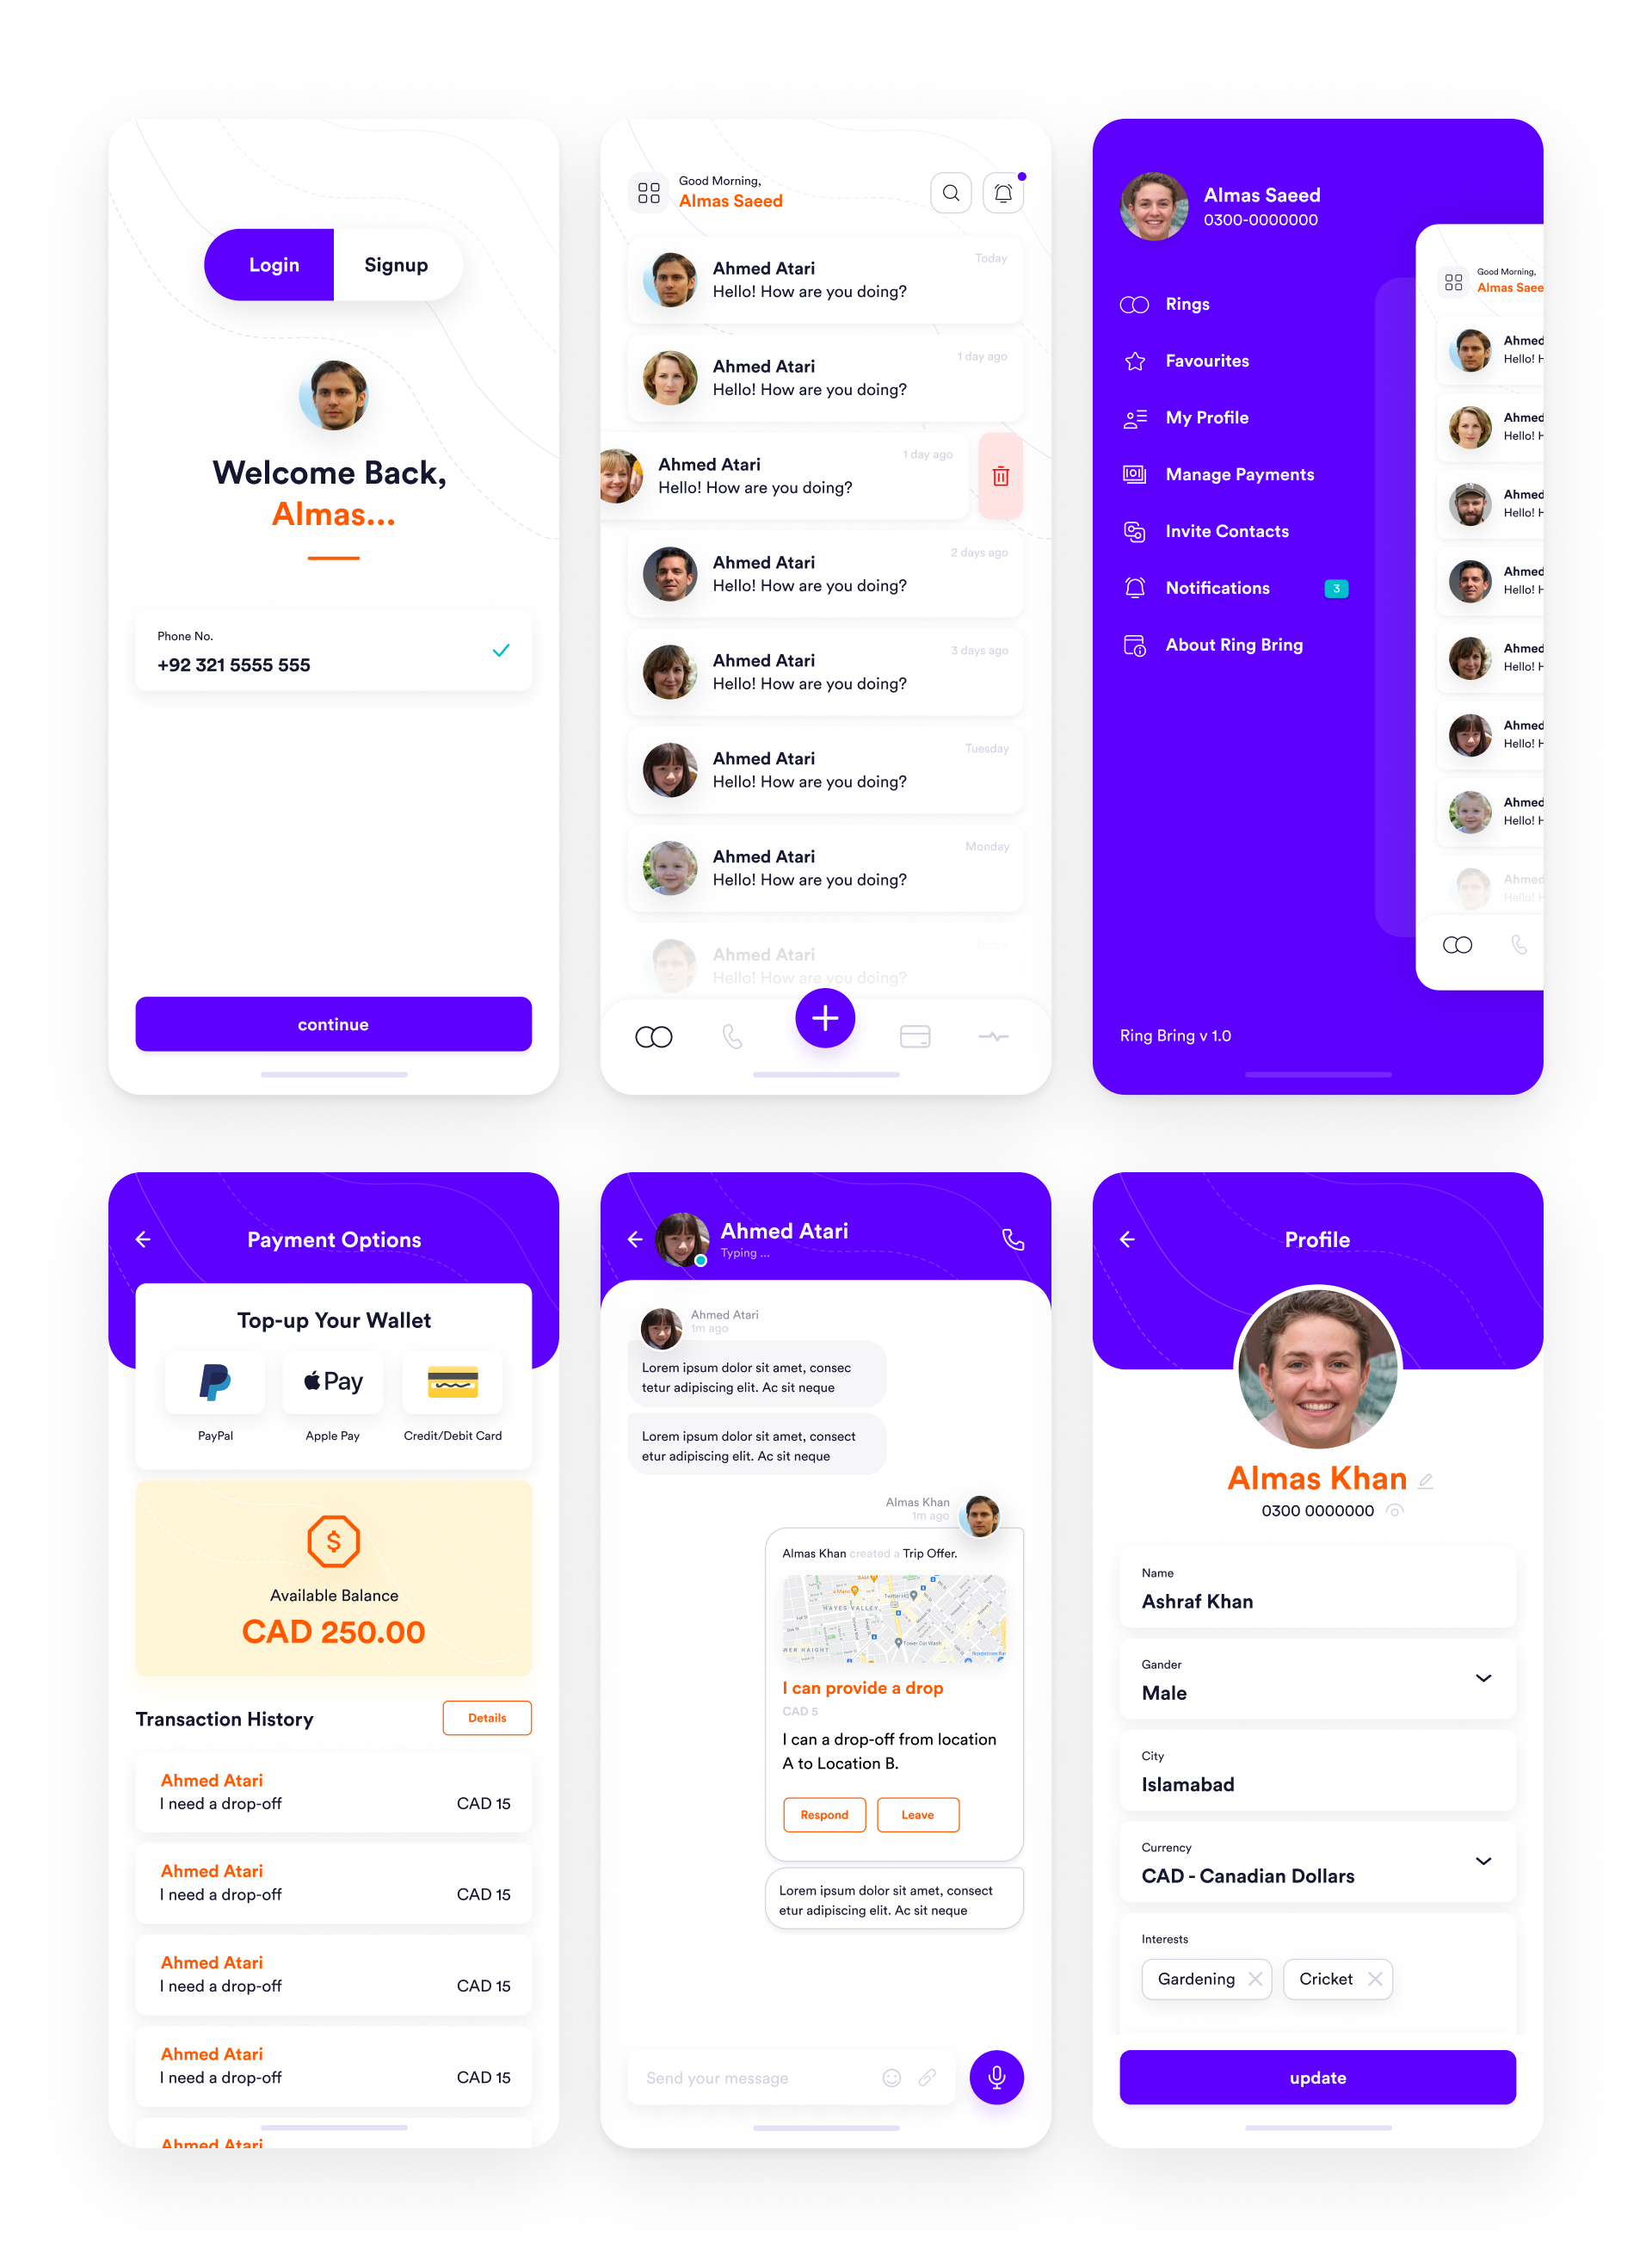 Login
Signup
Welcome Back,
Almas...
Phone No.
+92 321 5555 555
continue
Good Morning,
Almas Saeed
Ahmed Atari
Today
Hello! How are you doing?
Ahmed Atari
1 day ago
Hello! How are you doing?
Ahmed Atari
1 day ago
Hello! How are you doing?
Ahmed Atari
2 days ago
Hello! How are you doing?
Ahmed Atari
3 days ago
Hello! How are you doing?
Ahmed Atari
Tuesday
Hello! How are you doing?
Ahmed Atari
Monday
Hello! How are you doing?
Ahmed Atari
Today
Hello! How are you doing?
Almas Saeed
0300-0000000
Rings
Favourites
My Profile
Manage Payments
Invite Contacts
Notifications
3
About Ring Bring
Ring Bring v 1.0
Good Morning,
Almas Saee
Ahmed
Hello! H
Ahmed
Hello! H
Ahmed
Hello! H
Ahmed
Hello! H
Ahmed
Hello! H
Ahmed
Hello! H
Ahmed
Hello! H
Ahmed
Hello! H
Payment Options
Top-up Your Wallet
Pay
PayPal
Apple Pay
Credit/Debit Card
$
Available Balance
CAD 250.00
Transaction History
Details
Ahmed Atari
I need a drop-off
CAD 15
Ahmed Atari
I need a drop-off
CAD 15
Ahmed Atari
I need a drop-off
CAD 15
Ahmed Atari
I need a drop-off
CAD 15
Ahmed Atari
Ahmed Atari
Typing ...
Ahmed Atari
1m ago
Lorem ipsum dolor sit amet, consec
tetur adipiscing elit. Ac sit neque
Lorem ipsum dolor sit amet, consect
etur adipiscing elit. Ac sit neque
Almas Khan
1m ago
Almas Khan created a Trip Offer.
Twitter HQ
HAYES VALLEY
WER HAIGHT
Tower Car Wash
I can provide a drop
CAD 5
I can a drop-off from location
A to Location B.
Respond
Leave
Lorem ipsum dolor sit amet, consect
etur adipiscing elit. Ac sit neque
Send your message
Profile
Almas Khan
0300 0000000
Name
Ashraf Khan
Gander
Male
City
Islamabad
Currency
CAD - Canadian Dollars
Interests
Gardening
Cricket
update